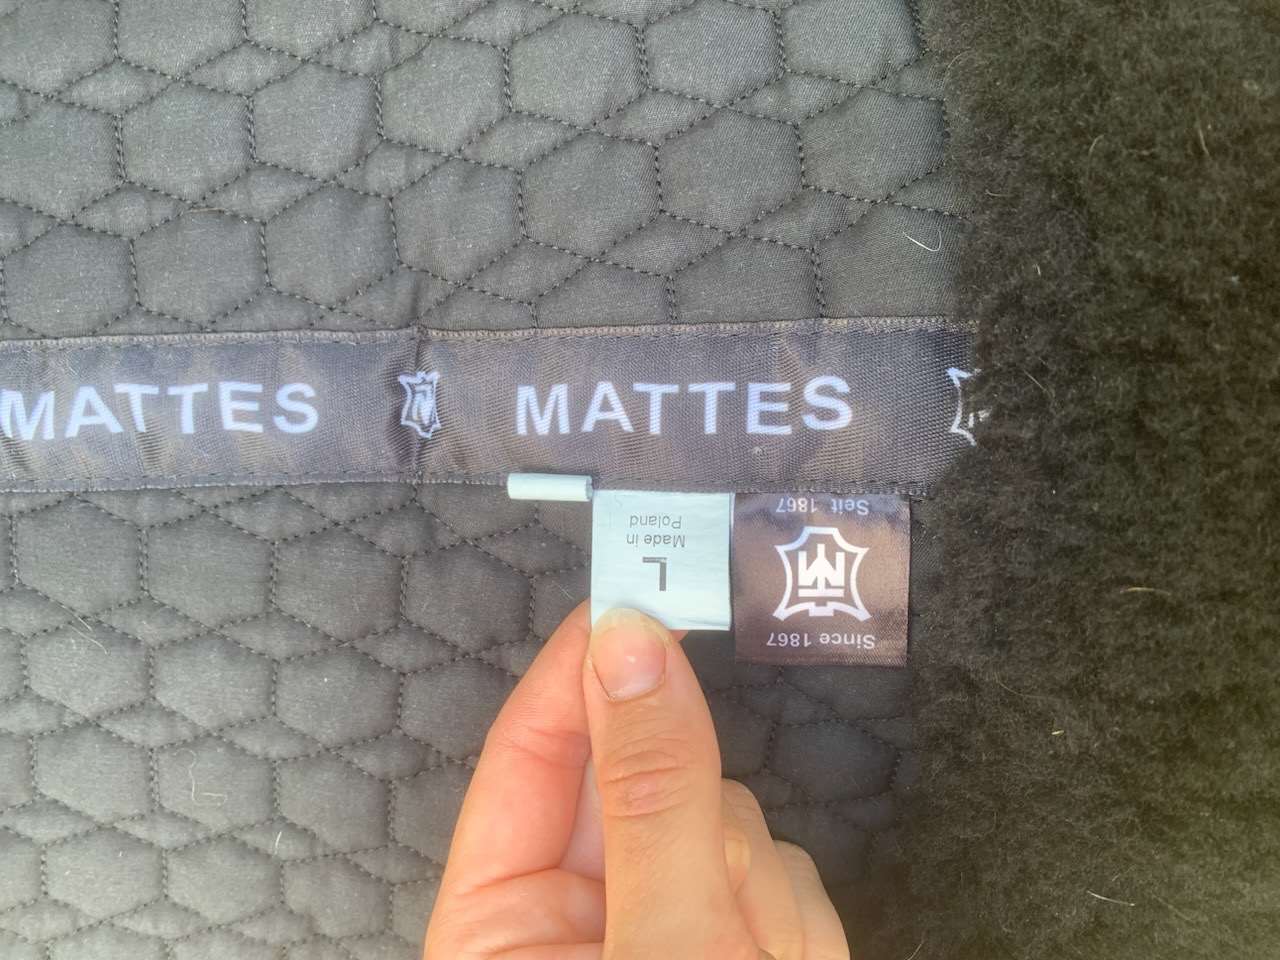 MATTES MATTES
L
Made in
Poland
Since 1867
Seit 1867